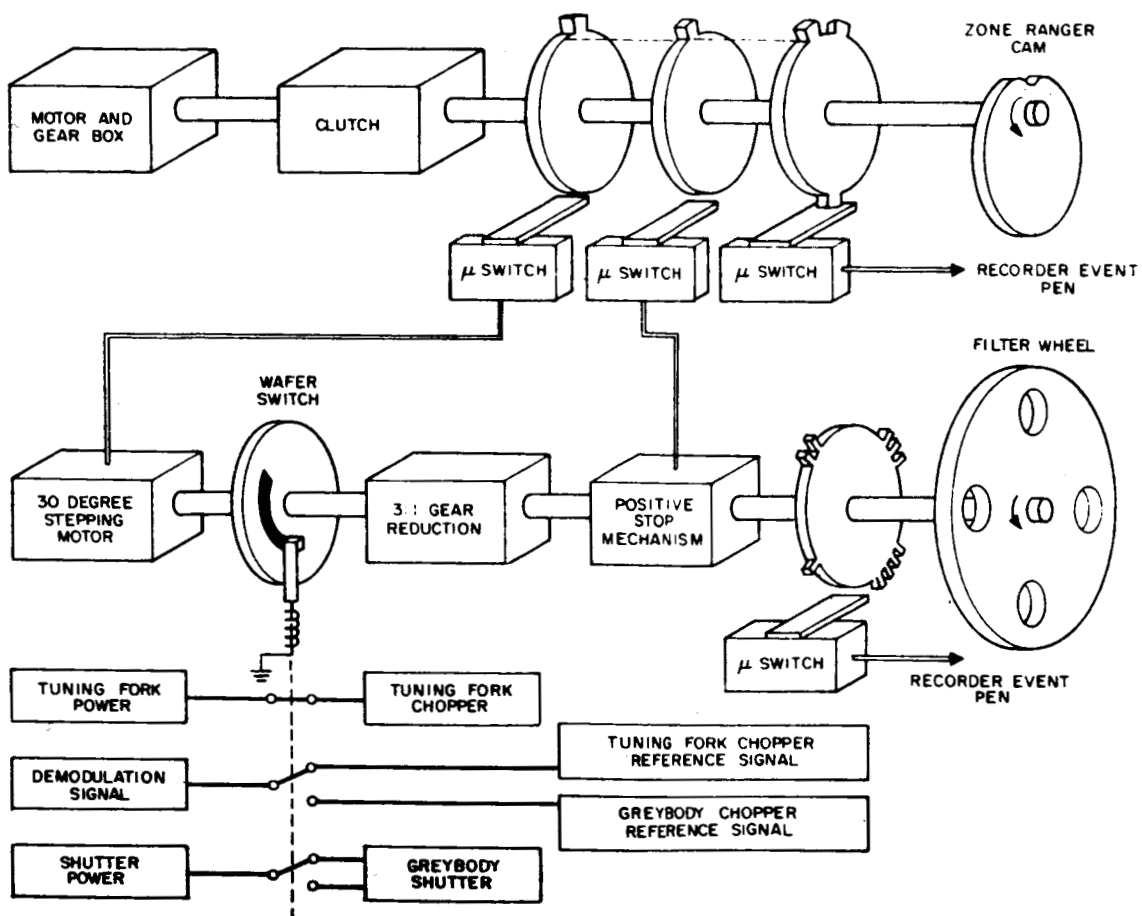 ZONE RANGER
CAM
MOTOR AND
GEAR BOX
CLUTCH
μ SWITCH
μ SWITCH
μ SWITCH
RECORDER EVENT
PEN
FILTER WHEEL
WAFER
SWITCH
30 DEGREE
STEPPING
MOTOR
3:1 GEAR
REDUCTION
POSITIVE
STOP
MECHANISM
μ SWITCH
RECORDER EVENT
PEN
TUNING FORK
POWER
TUNING FORK
CHOPPER
DEMODULATION
SIGNAL
TUNING FORK CHOPPER
REFERENCE SIGNAL
GREYBODY CHOPPER
REFERENCE SIGNAL
SHUTTER
POWER
GREYBODY
SHUTTER